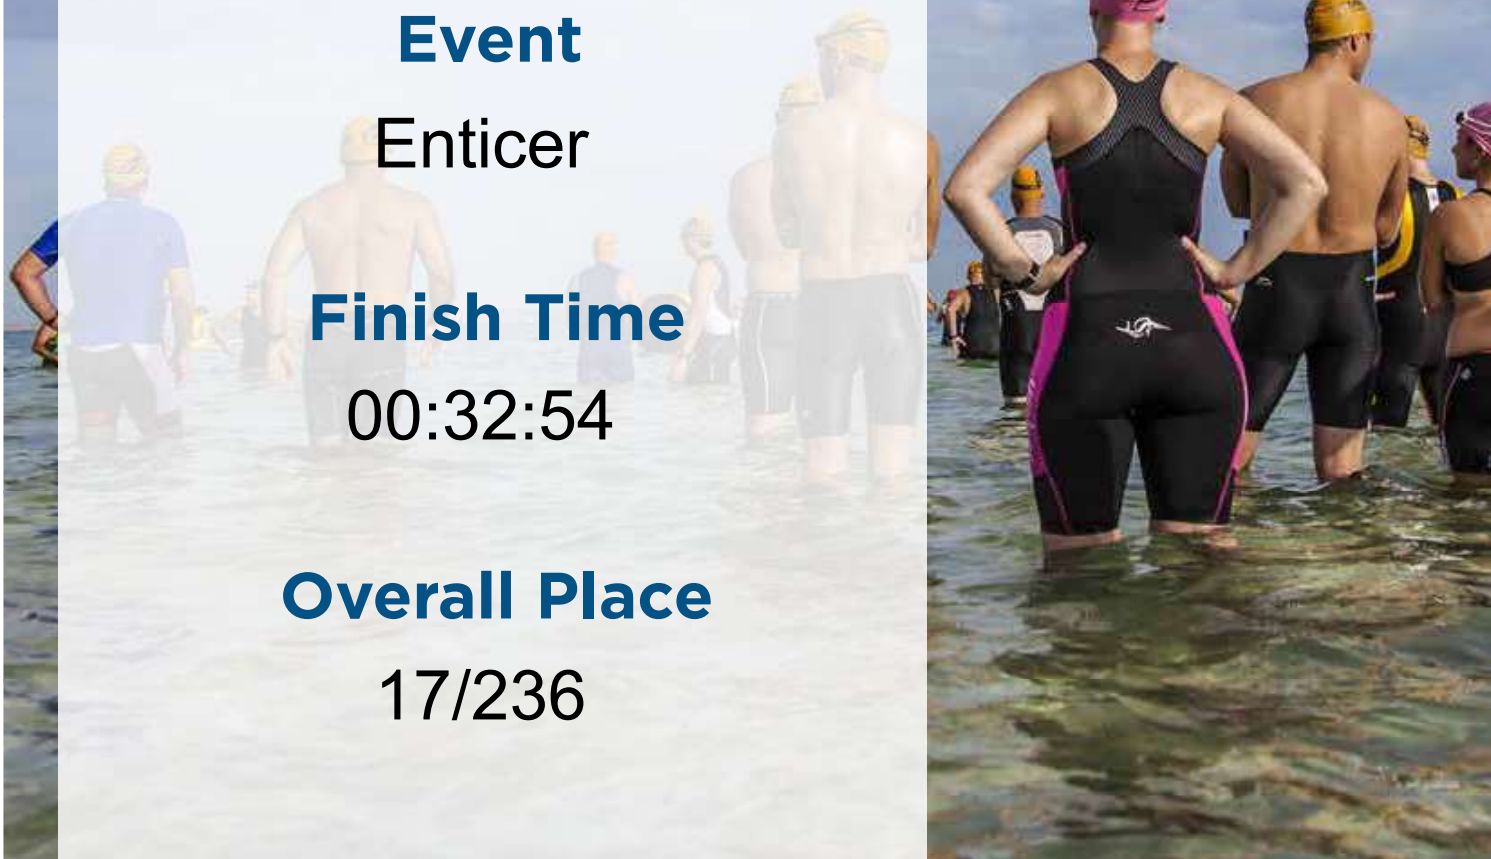 Event
Enticer
Finish Time
00:32:54
Overall Place
17/236